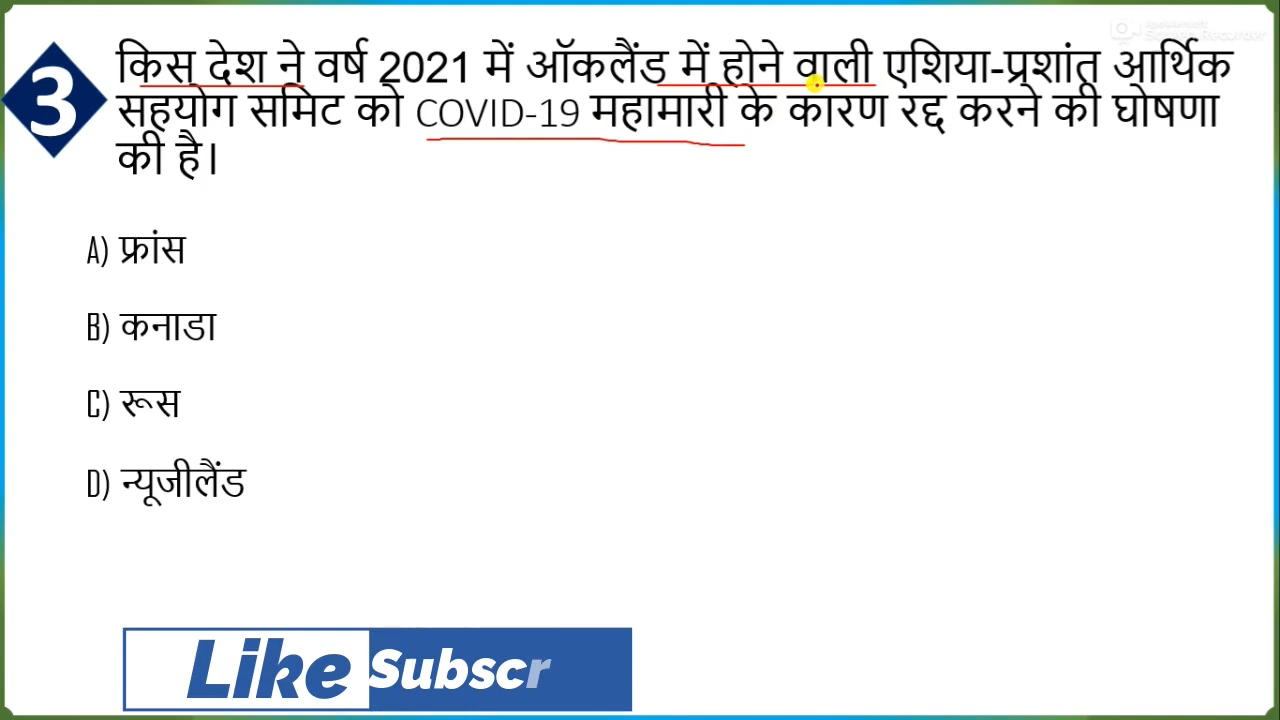 3
किस देश ने वर्ष 2021 में ऑकलैंड में होने वाली एशिया-प्रशांत आर्थिक
सहयोग समिट को COVID-19 महामारी के कारण रद्द करने की घोषणा
की है।
A) फ्रांस
B) कनाडा
C) रूस
D) न्यूजीलैंड
Like Subscr